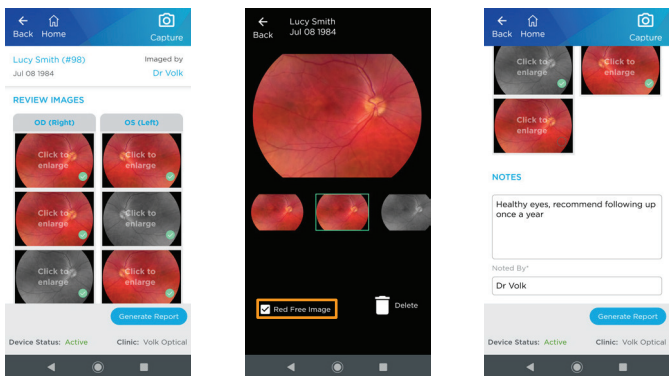 Back Home
Capture
Lucy Smith (#98)
Imaged by
Jul 08 1984
Dr Volk
REVIEW IMAGES
OD (Right)
OS (Left)
Click to
enlarge
Click to
enlarge
Click to
enlarge
Click to
enlarge
Click to
enlarge
Click to
enlarge
Generate Report
Device Status: Active
Clinic: Volk Optical
Back
Lucy Smith
Jul 08 1984
Red Free Image
Delete
Back Home
Capture
Click to
enlarge
Click to
enlarge
Click to
enlarge
NOTES
Healthy eyes, recommend following up
once a year
Noted By*
Dr Volk
Generate Report
Device Status: Active
Clinic: Volk Optical